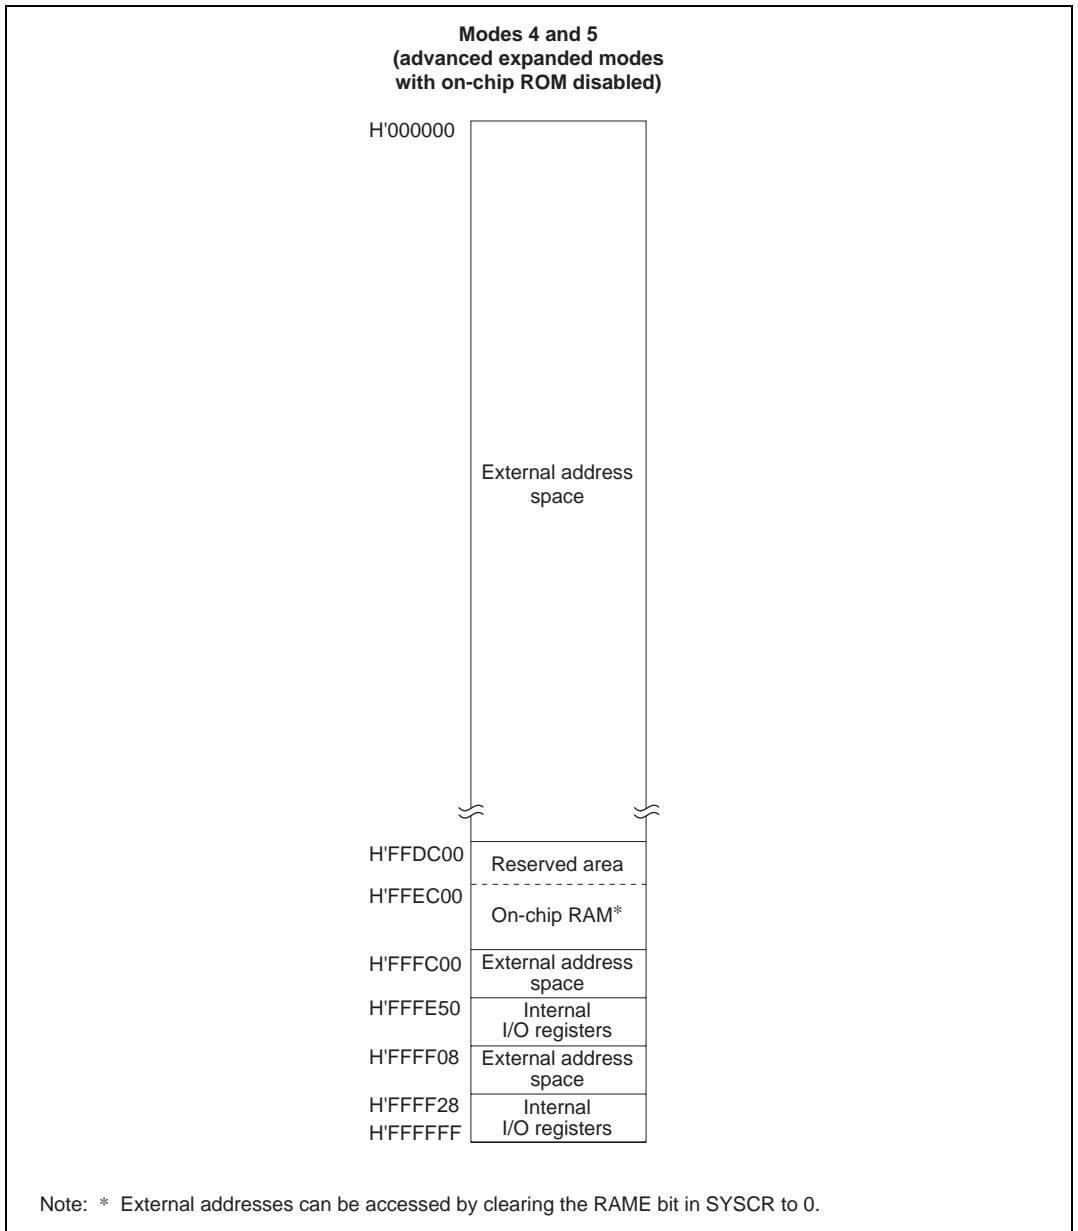 Modes 4 and 5
(advanced expanded modes
with on-chip ROM disabled)
H'000000
External address
space
H'FFDC00
Reserved area
H'FFEC00
On-chip RAM*
H'FFFC00
External address
space
H'FFFE50
Internal
I/O registers
H'FFFF08
External address
space
H'FFFF28
Internal
I/O registers
H'FFFFFF
Note: * External addresses can be accessed by clearing the RAME bit in SYSCR to 0.